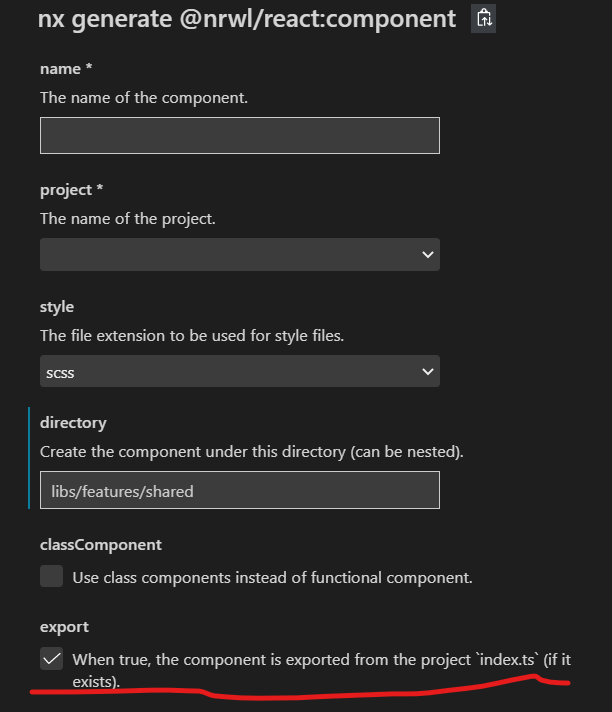 nx generate @nrwl/react:component
name *
The name of the component.
project *
The name of the project.
style
The file extension to be used for style files.
scss
directory
Create the component under this directory (can be nested).
libs/features/shared
classComponent
Use class components instead of functional component.
export
When true, the component is exported from the project `index.ts` (if it
exists).